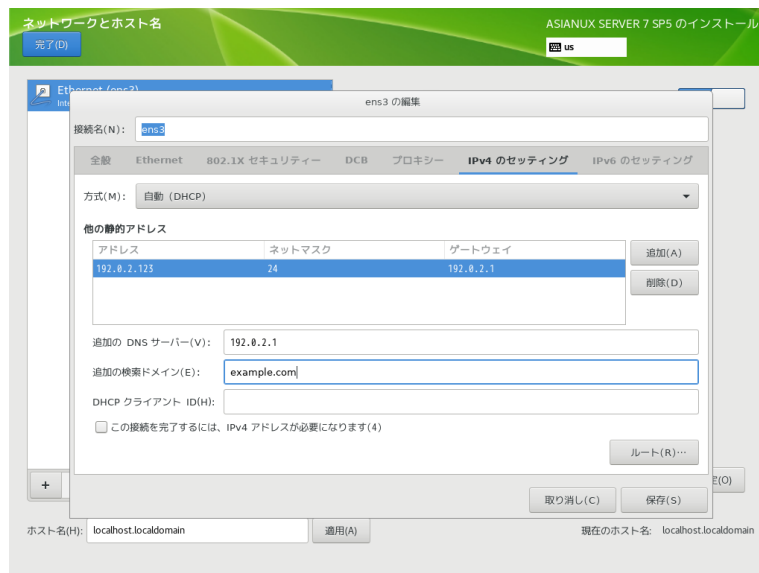 ネットワークとホスト名
ASIANUX SERVER 7 SP5 のインストール
完了(D)
us
Ethernet (ens3)
ens3 の編集
接続名(N): ens3
全般 Ethernet 802.1X セキュリティー DCB プロキシー IPv4 のセッティング IPv6 のセッティング
方式(M): 自動 (DHCP)
他の静的アドレス
アドレス ネットマスク ゲートウェイ
192.0.2.123 24 192.0.2.1
追加(A)
削除(D)
追加の DNS サーバー(V): 192.0.2.1
追加の検索ドメイン(E): example.com
DHCP クライアント ID(H):
この接続を完了するには、IPv4 アドレスが必要になります(4)
ルート(R)…
+
取り消し(C) 保存(S)
ホスト名(H): localhost.localdomain 適用(A) 現在のホスト名: localhost.localdomain